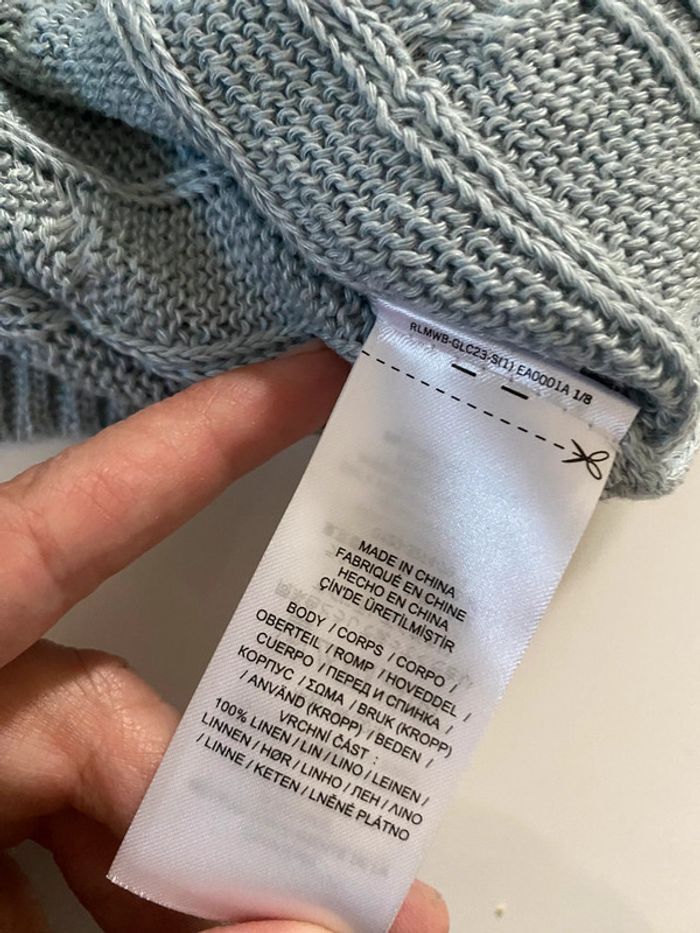 RLMWB-GLC23-S(1) EA0001A 1/8
MADE IN CHINA
FABRIQUÉ EN CHINE
HECHO EN CHINA
ÇİN'DE ÜRETİLMİŞTİR
BODY / CORPS / CORPO /
OBERTEIL / ROMP / HOVEDDEL /
CUERPO / ПЕРЕД И СПИНКА /
КОРПУС / ΣΩΜΑ / BRUK (KROPP)
/ ANVÄND (KROPP) / BEDEN /
VRCHNÍ ČÁST :
100% LINEN / LIN / LINO / LEINEN /
LINNEN / HØR / LINHO / ЛЕН / ΛΙΝΟ
/ LINNE / KETEN / LNĚNÉ PLÁTNO